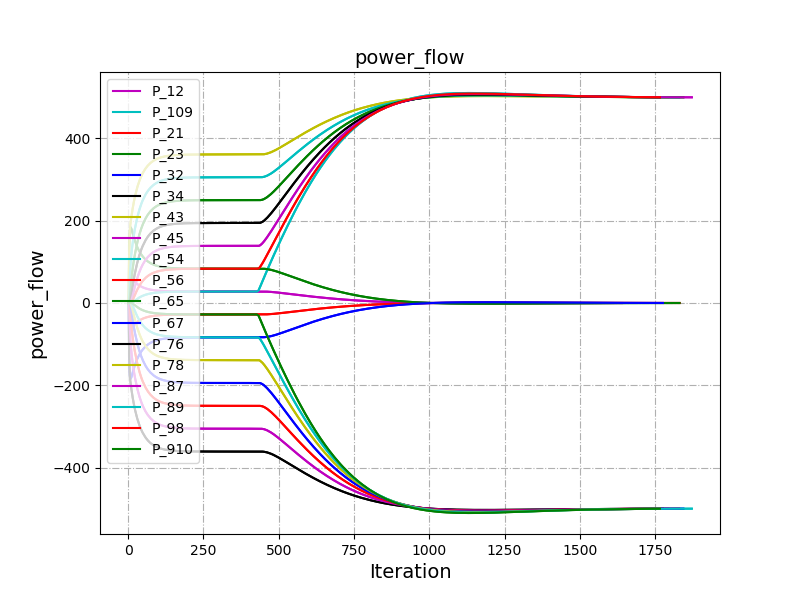 power_flow
power_flow
400
200
0
−200
−400
P_12
P_109
P_21
P_23
P_32
P_34
P_43
P_45
P_54
P_56
P_65
P_67
P_76
P_78
P_87
P_89
P_98
P_910
0 250 500 750 1000 1250 1500 1750
Iteration